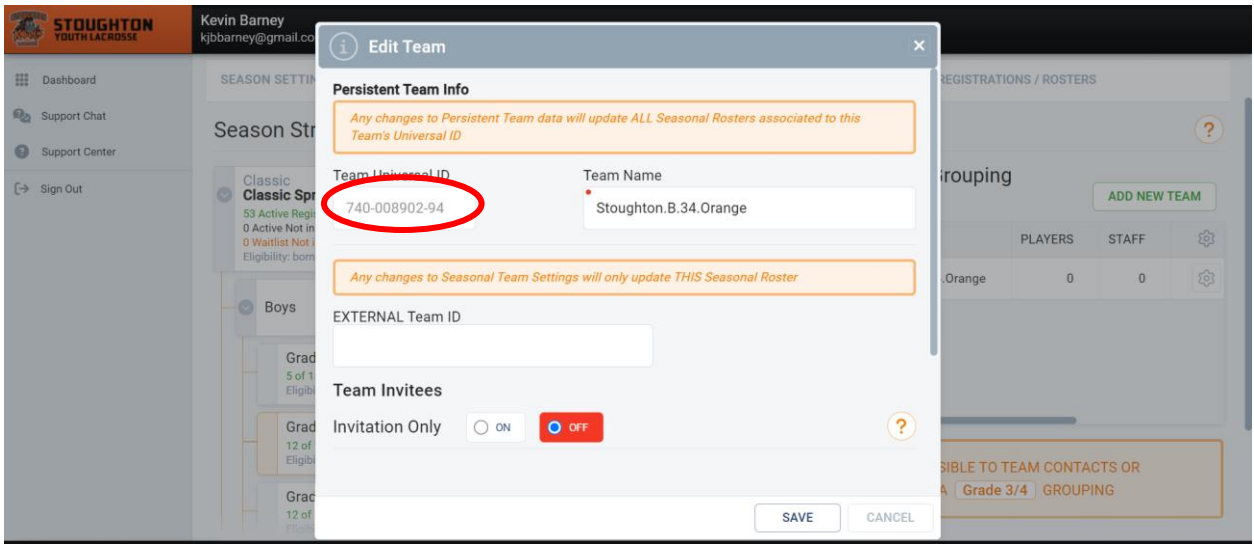 STOUGHTON
YOUTH LACROSSE
Kevin Barney
kjbbarney@gmail.co
Dashboard
Support Chat
Support Center
Sign Out
SEASON SETTIN
REGISTRATIONS / ROSTERS
Season Str
?
Classic
Classic Spr
53 Active Regis
0 Active Not in
0 Waitlist Not i
Eligibility: born
Boys
Grad
5 of 1
Eligibi
Grad
12 of
Eligibi
Grad
12 of
i Edit Team
Persistent Team Info
Any changes to Persistent Team data will update ALL Seasonal Rosters associated to this
Team's Universal ID
Team Universal ID Team Name
740-008902-94 Stoughton.B.34.Orange
Any changes to Seasonal Team Settings will only update THIS Seasonal Roster
EXTERNAL Team ID
Team Invitees
Invitation Only ON OFF ?
SAVE CANCEL
Grouping
ADD NEW TEAM
PLAYERS STAFF
.Orange 0 0
SIBLE TO TEAM CONTACTS OR
A Grade 3/4 GROUPING